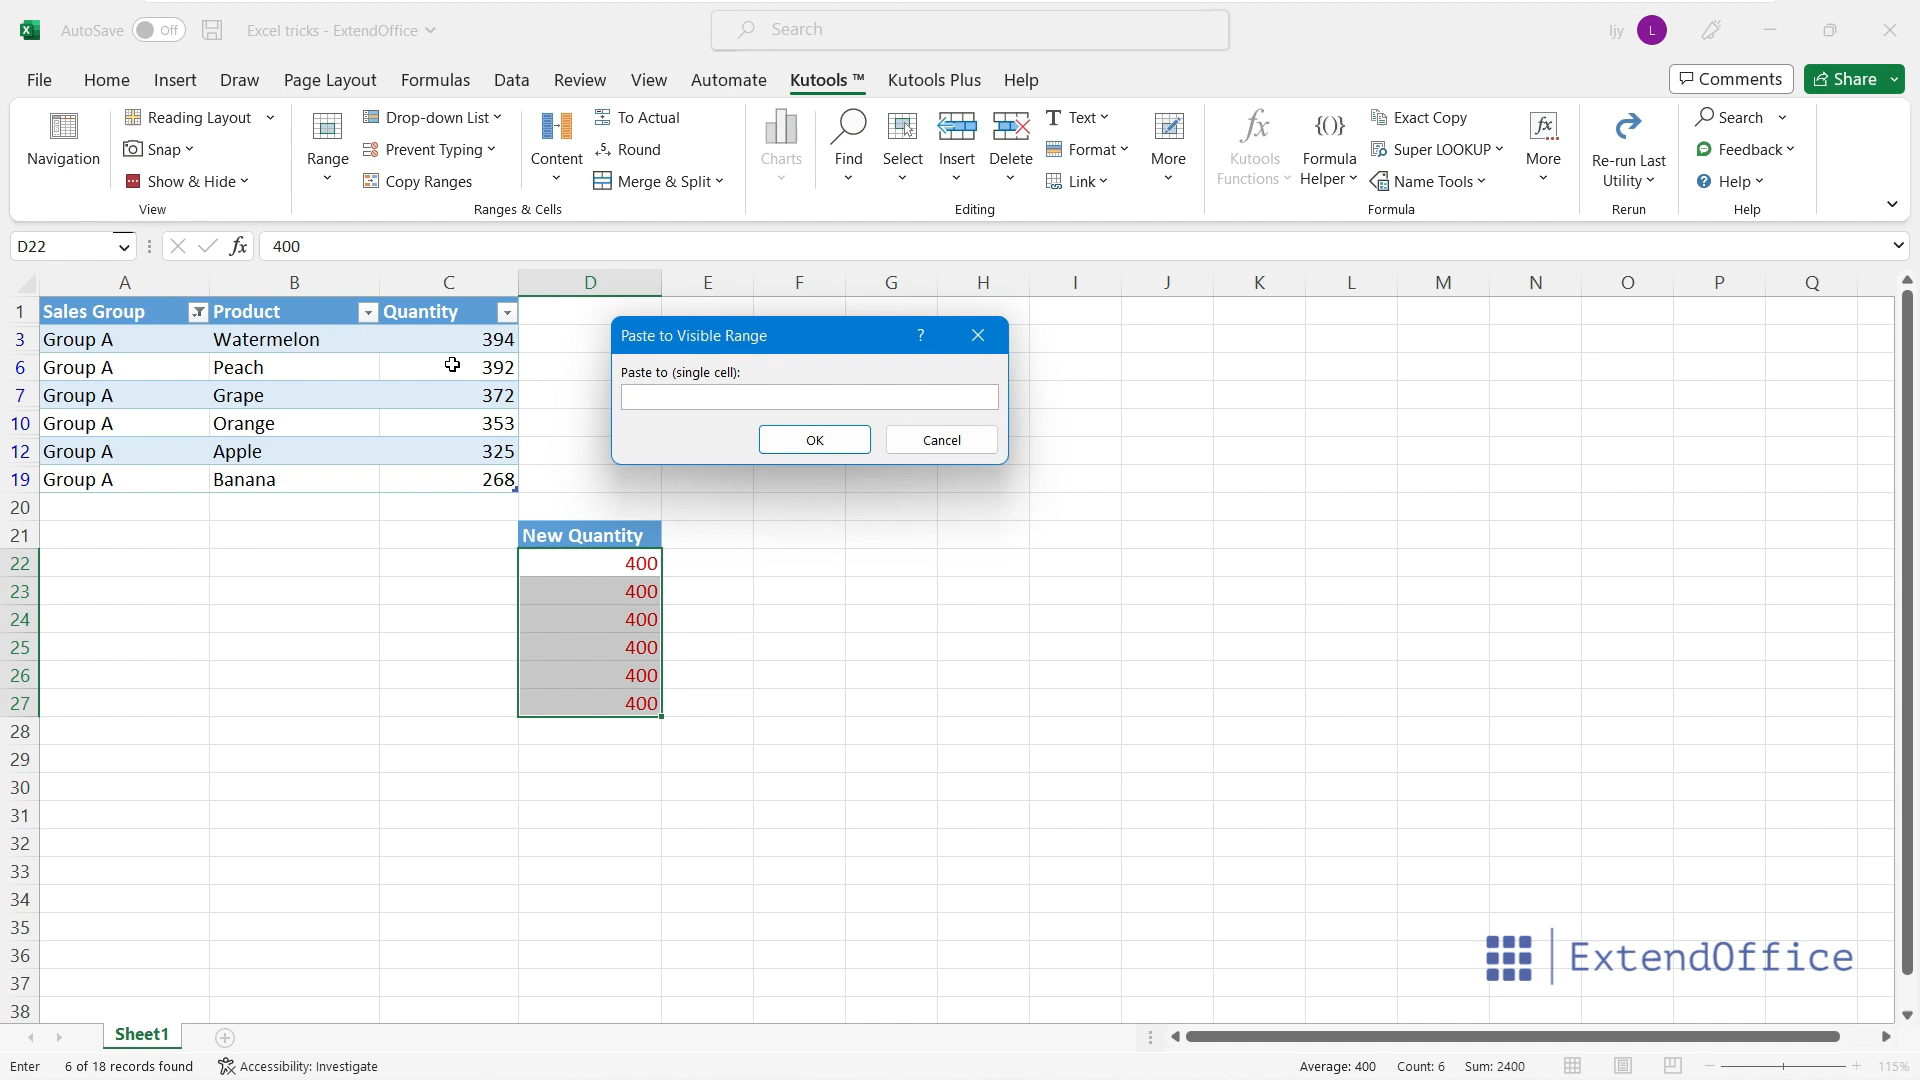 AutoSave Off Excel tricks - ExtendOffice Search ljy L
File Home Insert Draw Page Layout Formulas Data Review View Automate Kutools ™ Kutools Plus Help Comments Share
Navigation
Reading Layout
Snap
Show & Hide
View
Range
Drop-down List
Prevent Typing
Copy Ranges
Content
To Actual
Round
Merge & Split
Ranges & Cells
Charts
Find
Select
Insert
Delete
Text
Format
Link
More
Editing
Kutools
Functions
Formula
Helper
Exact Copy
Super LOOKUP
Name Tools
More
Formula
Re-run Last
Utility
Rerun
Search
Feedback
Help
Help
D22 fx 400
A B C D E F G H I J K L M N O P Q
1 Sales Group Product Quantity
3 Group A Watermelon 394
6 Group A Peach 392
7 Group A Grape 372
10 Group A Orange 353
12 Group A Apple 325
19 Group A Banana 268
20
21 New Quantity
22 400
23 400
24 400
25 400
26 400
27 400
28
29
30
31
32
33
34
35
36
37
38
Paste to Visible Range ?
Paste to (single cell):
OK Cancel
ExtendOffice
Sheet1
Enter 6 of 18 records found Accessibility: Investigate Average: 400 Count: 6 Sum: 2400 115%